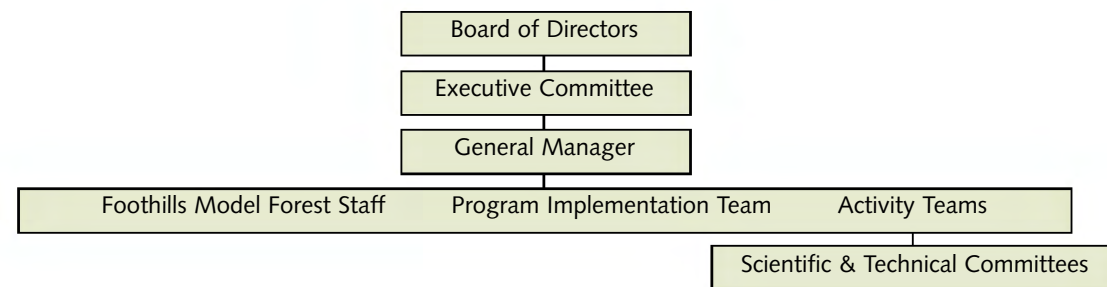 Board of Directors
Executive Committee
General Manager
Foothills Model Forest Staff Program Implementation Team Activity Teams
Scientific & Technical Committees